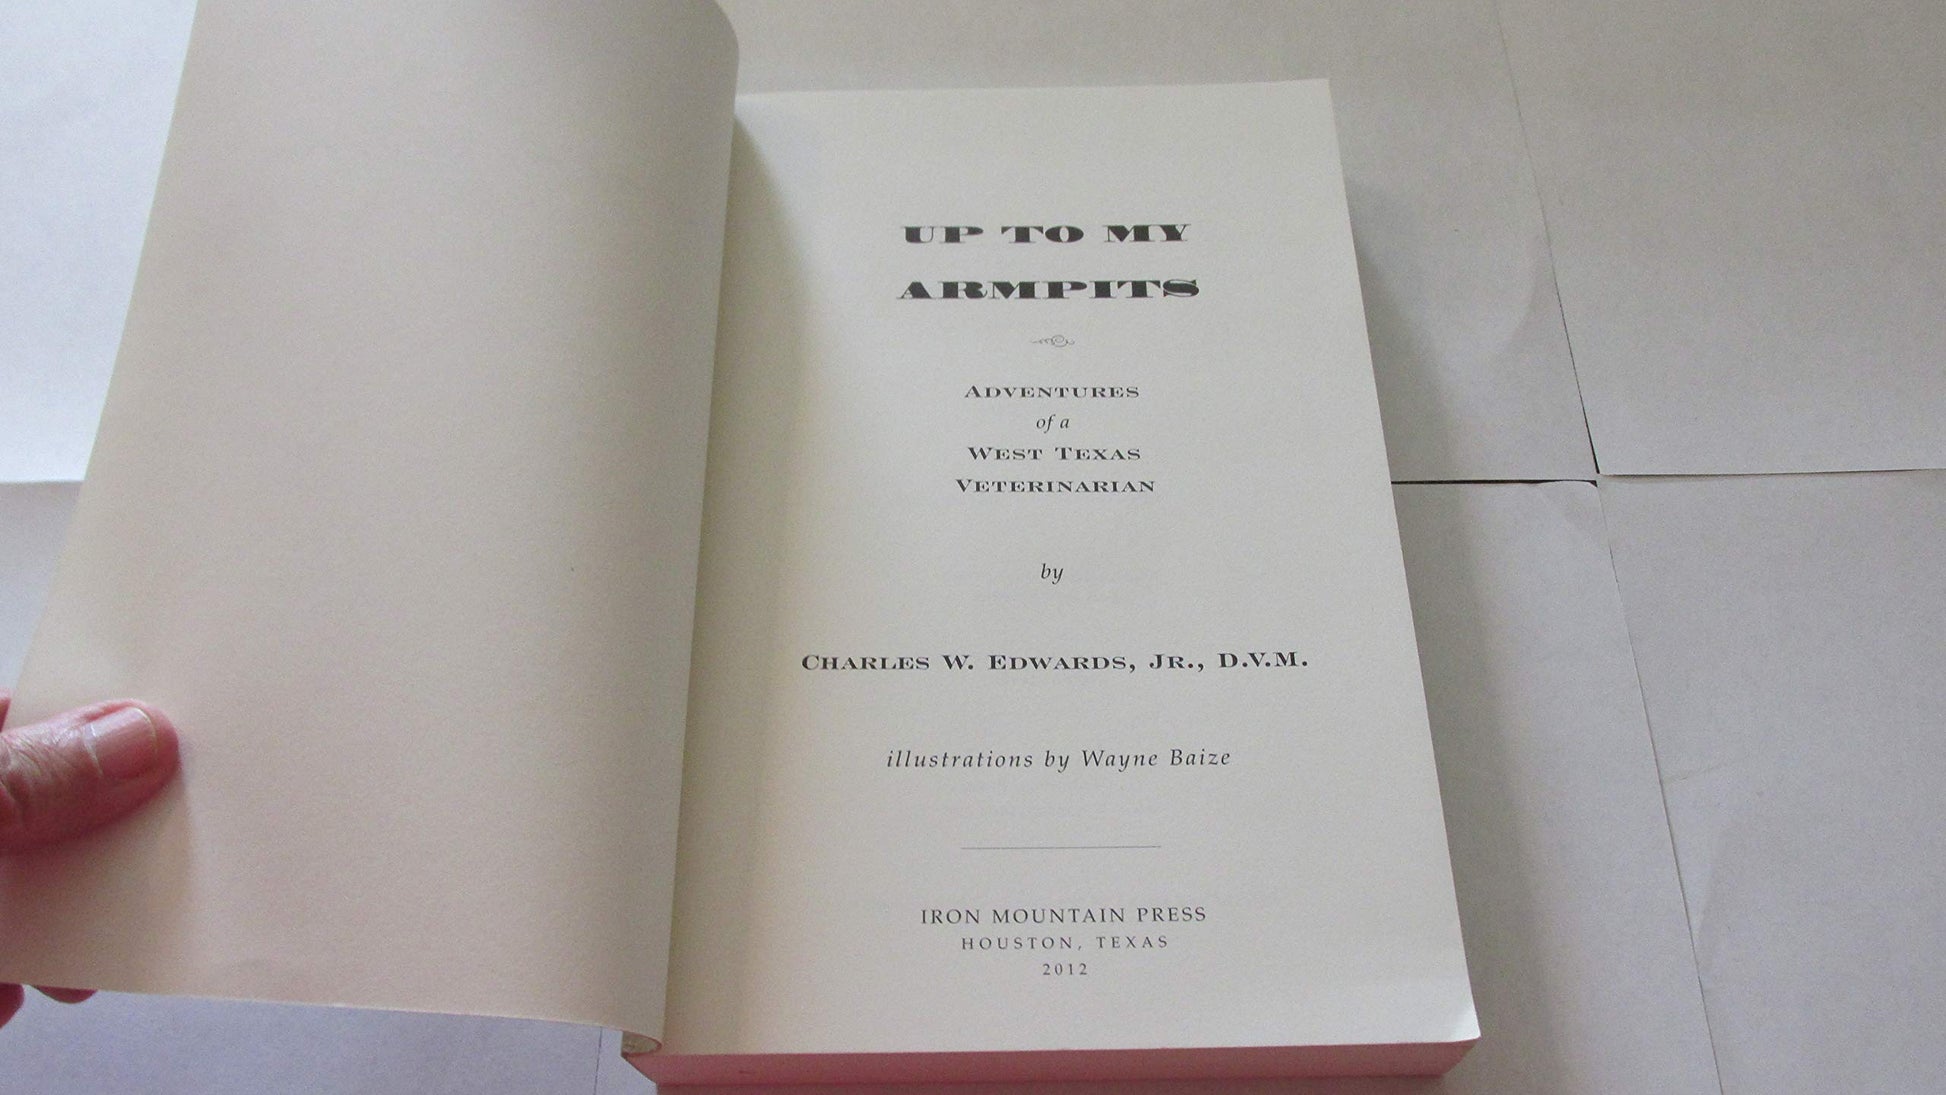 UP TO MY
ARMPITS
ADVENTURES
of a
WEST TEXAS
VETERINARIAN
by
CHARLES W. EDWARDS, JR., D.V.M.
illustrations by Wayne Baize
IRON MOUNTAIN PRESS
HOUSTON, TEXAS
2012